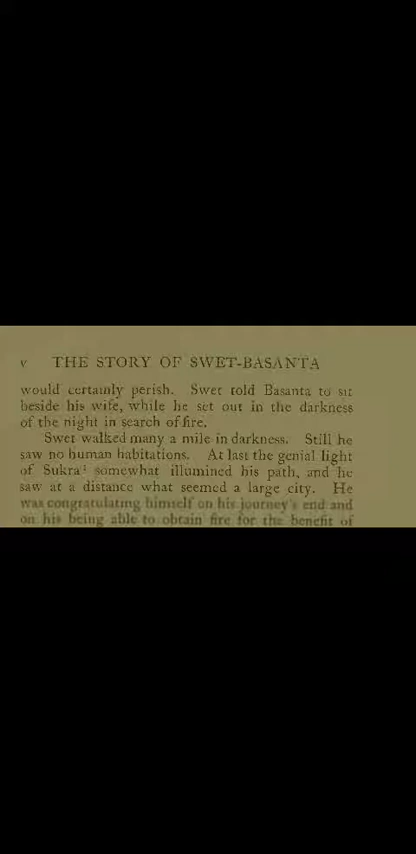 V THE STORY OF SWET-BASANTA
would certainly perish. Swet told Basanta to sit
beside his wife, while he set out in the darkness
of the night in search of fire.
Swet walked many a mile in darkness. Still he
saw no human habitations. At last the genial light
of Sukra¹ somewhat illumined his path, and he
saw at a distance what seemed a large city. He
was congratulating himself on his journey's end and
on his being able to obtain fire for the benefit of